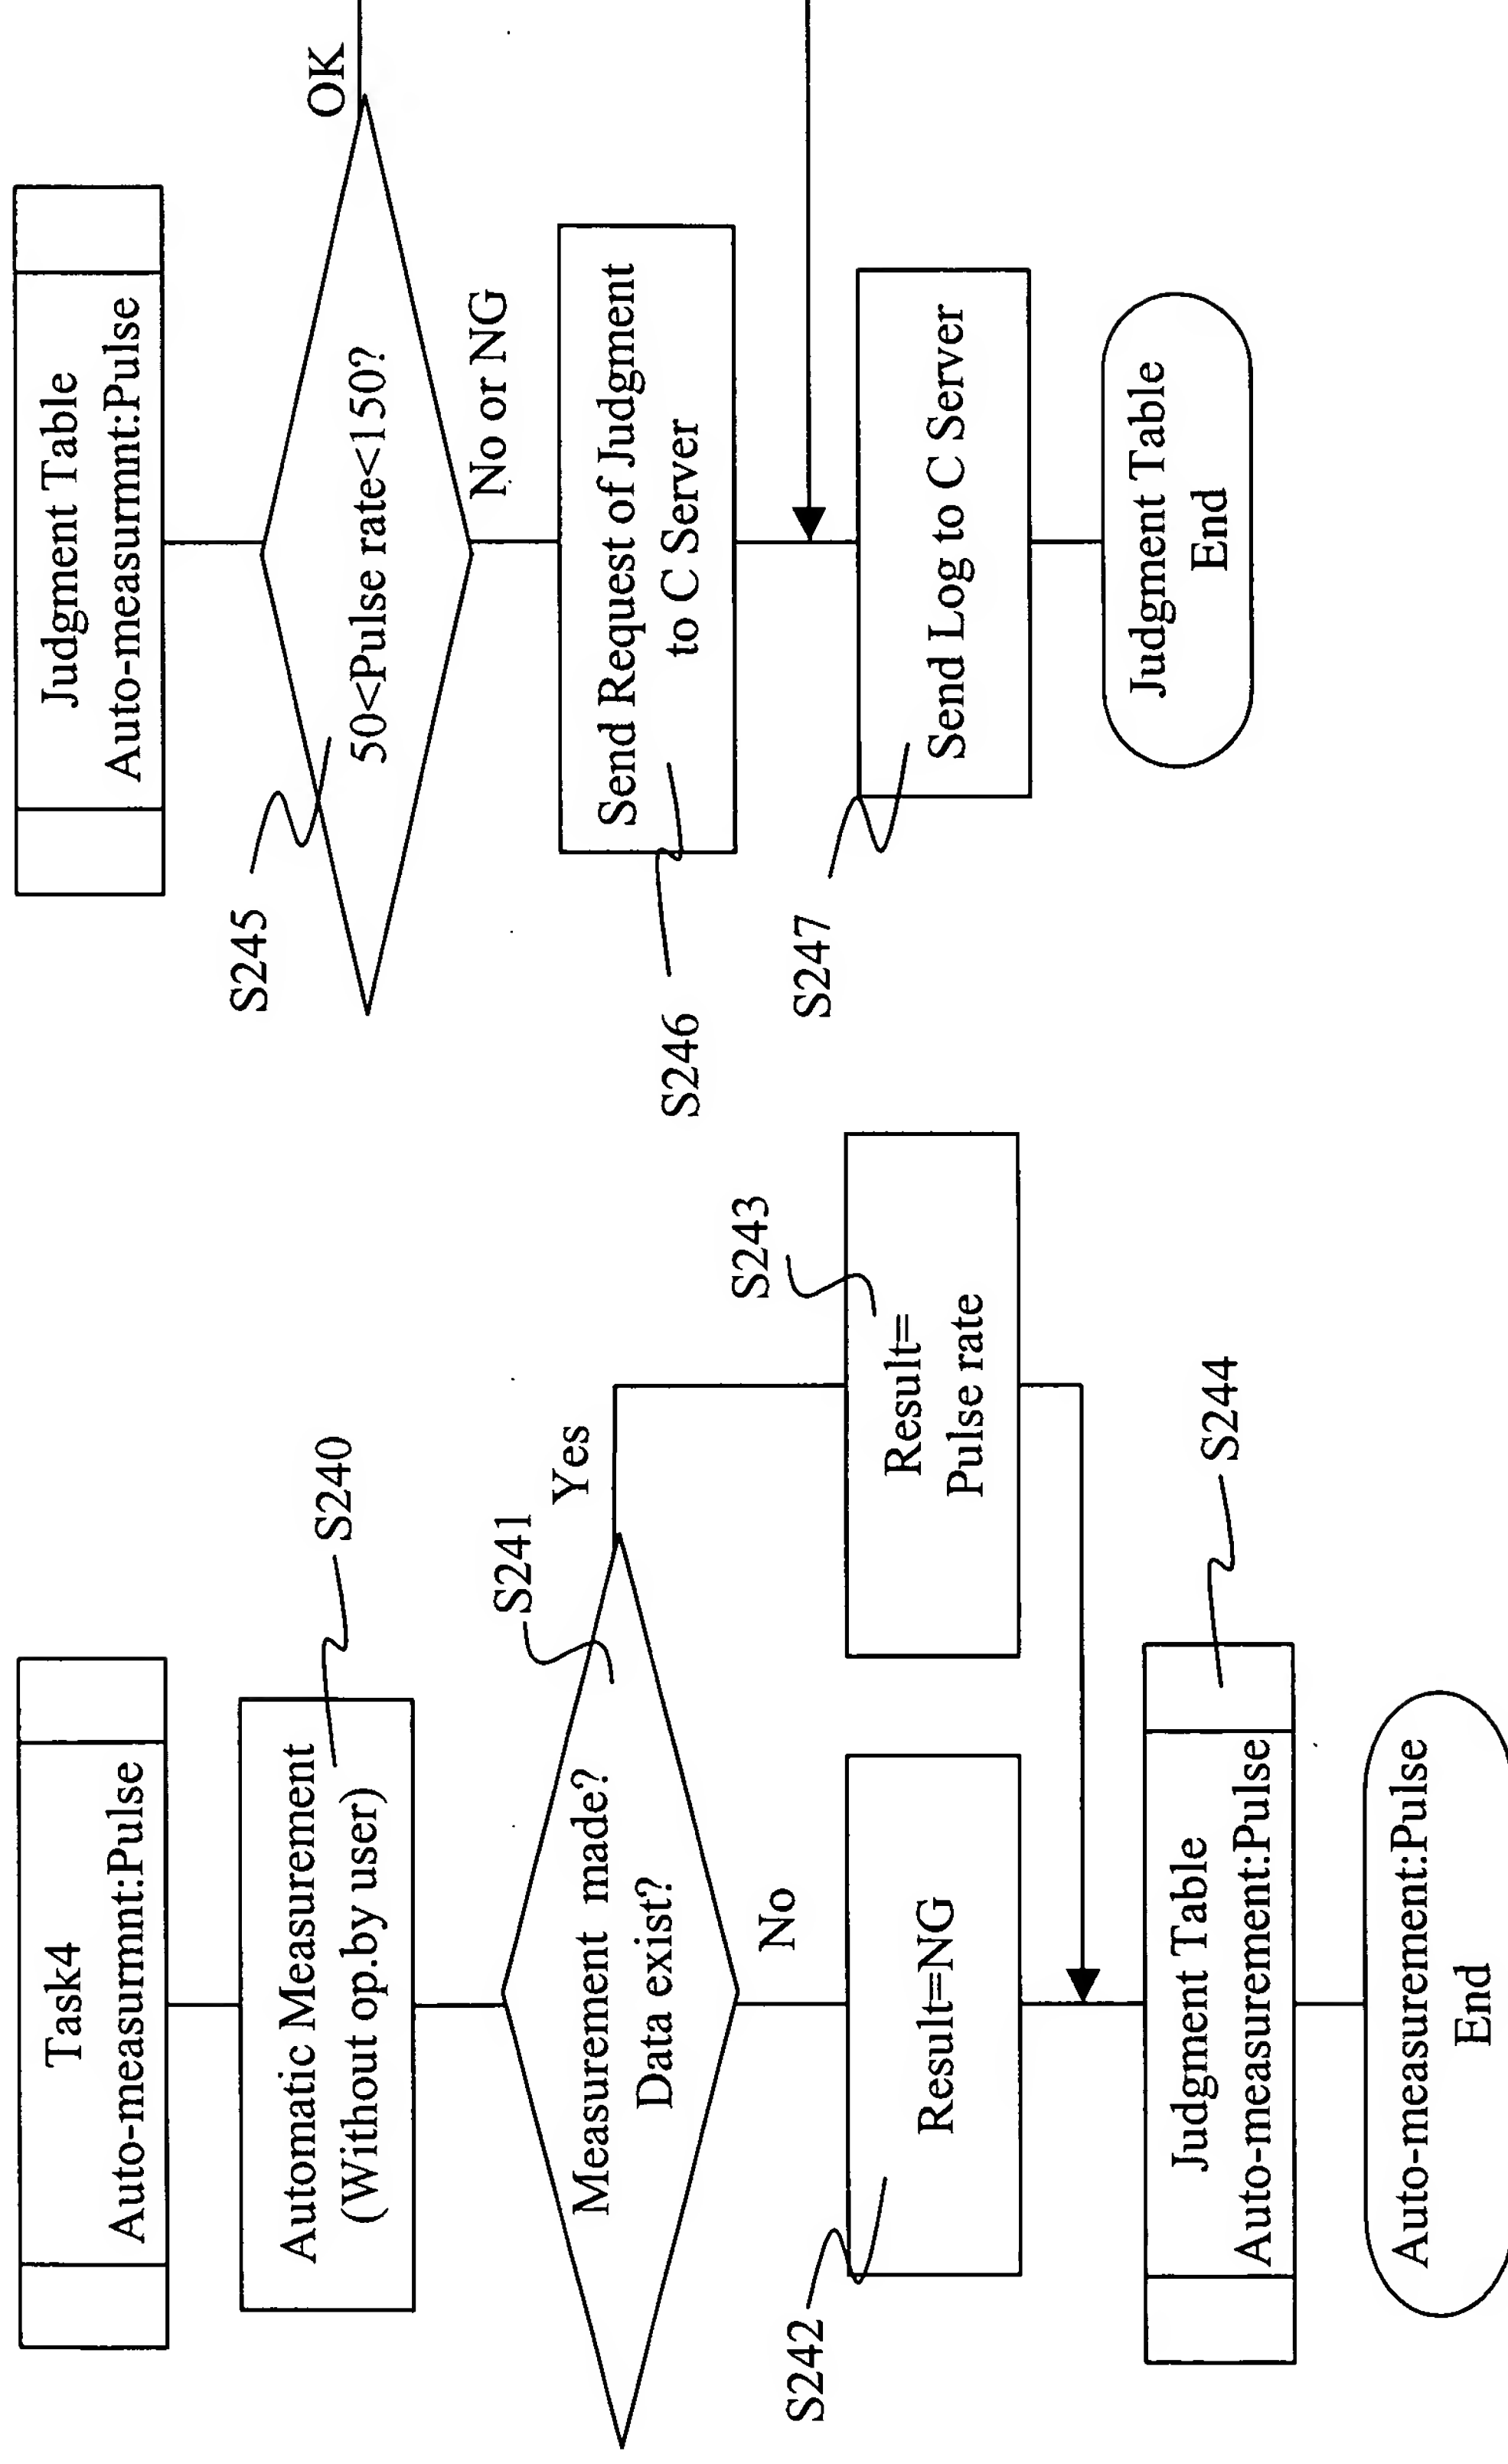 Task4
Auto-measurmnt:Pulse
Automatic Measurement
(Without op.by user)
S240
Measurement made?
Data exist?
S241
Yes
No
S242
Result=NG
S243
Result=
Pulse rate
Judgment Table
Auto-measurement:Pulse
S244
Auto-measurement:Pulse
End
Judgment Table
Auto-measurmnt:Pulse
S245
50<Pulse rate<150?
OK
No or NG
S246
Send Request of Judgment
to C Server
S247
Send Log to C Server
Judgment Table
End